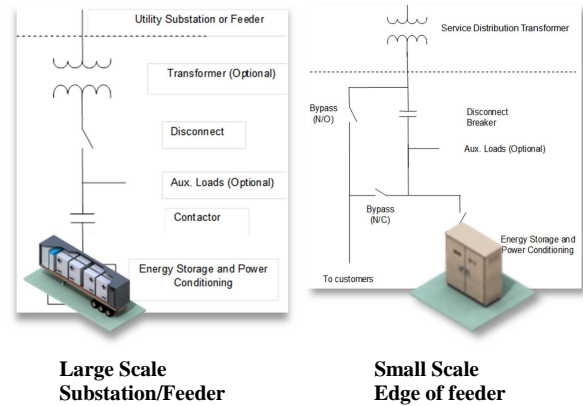 Utility Substation or Feeder
Transformer (Optional)
Disconnect
Aux. Loads (Optional)
Contactor
Energy Storage and Power
Conditioning
Large Scale
Substation/Feeder
Service Distribution Transformer
Bypass
(N/O)
Disconnect
Breaker
Aux. Loads (Optional)
Bypass
(N/C)
Energy Storage and
Power Conditioning
To customers
Small Scale
Edge of feeder